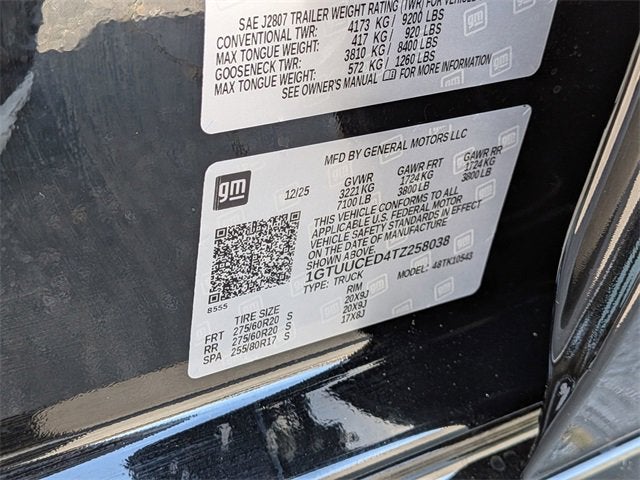 SAE J2807 TRAILER WEIGHT RATING (TWR) FOR
CONVENTIONAL TWR: 4173 KG / 9200 LBS
MAX TONGUE WEIGHT: 417 KG / 920 LBS
GOOSENECK TWR: 3810 KG / 8400 LBS
MAX TONGUE WEIGHT: 572 KG / 1260 LBS
SEE OWNER'S MANUAL FOR MORE INFORMATION
gm
MFD BY GENERAL MOTORS LLC
12/25 GVWR GAWR FRT GAWR RR
3221 KG 1724 KG 1724 KG
7100 LB 3800 LB 3800 LB
THIS VEHICLE CONFORMS TO ALL
APPLICABLE U.S. FEDERAL MOTOR
VEHICLE SAFETY STANDARDS IN EFFECT
ON THE DATE OF MANUFACTURE
1GTUUCED4TZ258038
TYPE: TRUCK MODEL: 48TK10543
8555
TIRE SIZE RIM
FRT 275/60R20 S 20X9J
RR 275/60R20 S 20X9J
SPA 255/80R17 S 17X8J